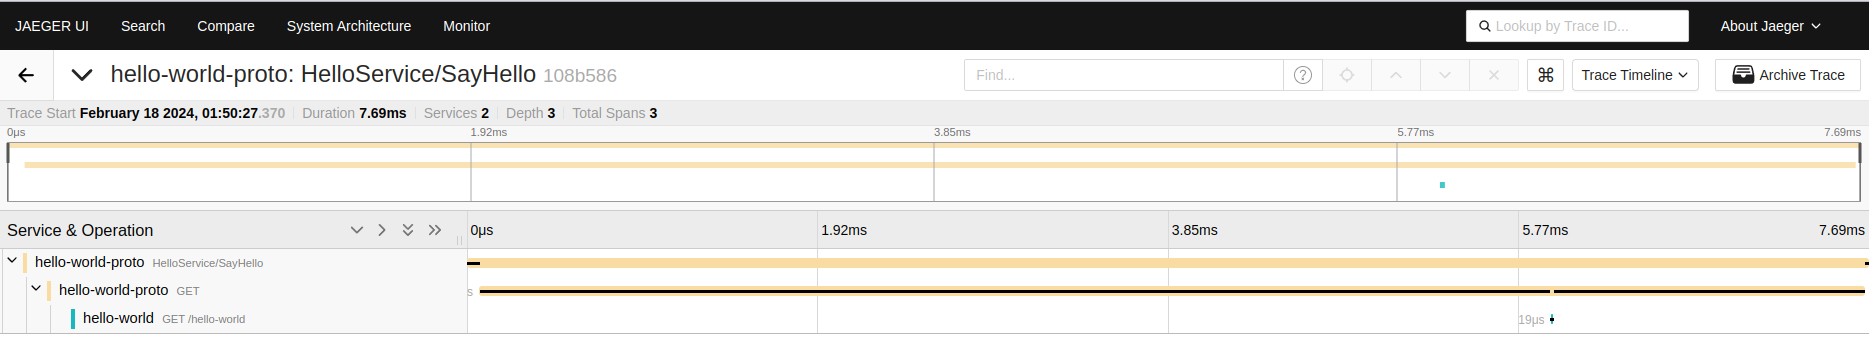 JAEGER UI Search Compare System Architecture Monitor Lookup by Trace ID... About Jaeger
hello-world-proto: HelloService/SayHello 108b586 Find... ? ⌘ Trace Timeline Archive Trace
Trace Start February 18 2024, 01:50:27.370 Duration 7.69ms Services 2 Depth 3 Total Spans 3
0μs 1.92ms 3.85ms 5.77ms 7.69ms
Service & Operation 0μs 1.92ms 3.85ms 5.77ms 7.69ms
hello-world-proto HelloService/SayHello
hello-world-proto GET s
hello-world GET /hello-world 19μs